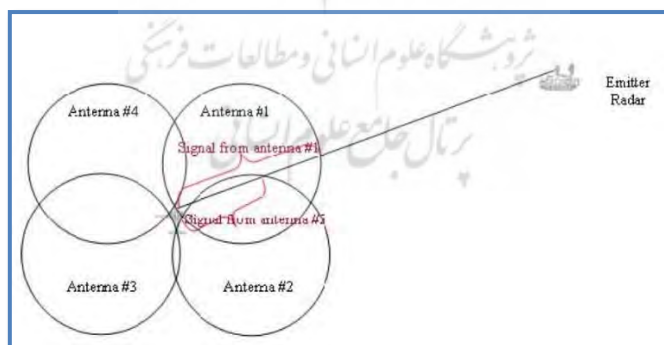 پژوهشگاه علوم انسانی و مطالعات فرهنگی
Antenna #4
Antenna #1
Emitter
Radar
پرتال جامع علوم انسانی
Signal from antenna #1
Signal from antenna #5
Antenna #3
Antenna #2